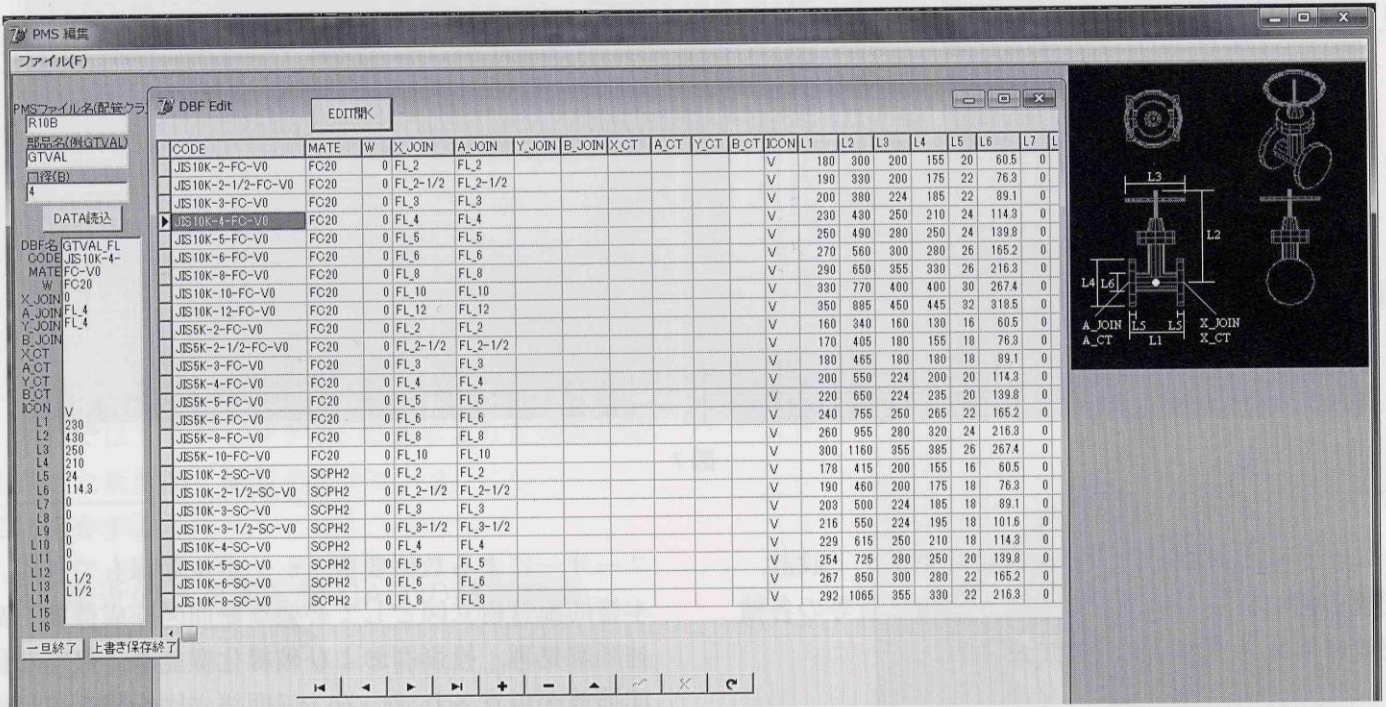 PMS 編集
ファイル(F)
PMSファイル名(配管クラ
R10B
部品名(例GTVAL)
GTVAL
口径(B)
4
DATA読込
DBF名 GTVAL_FL
CODE JIS10K-4-
MATE FC-V0
W FC20
X_JOIN 0
A_JOIN FL_4
Y_JOIN FL_4
B_JOIN
X_CT
A_CT
Y_CT
B_CT
ICON V
L1 230
L2 430
L3 250
L4 210
L5 24
L6 114.3
L7 0
L8 0
L9 0
L10 0
L11 0
L12 0
L13 L1/2
L14 L1/2
L15
L16
一旦終了 上書き保存終了
DBF Edit
EDIT開く
CODE MATE W X_JOIN A_JOIN Y_JOIN B_JOIN X_CT A_CT Y_CT B_CT ICON L1 L2 L3 L4 L5 L6 L7 L
JIS10K-2-FC-V0 FC20 0 FL_2 FL_2 V 180 300 200 155 20 60.5 0
JIS10K-2-1/2-FC-V0 FC20 0 FL_2-1/2 FL_2-1/2 V 190 330 200 175 22 76.3 0
JIS10K-3-FC-V0 FC20 0 FL_3 FL_3 V 200 380 224 185 22 89.1 0
JIS10K-4-FC-V0 FC20 0 FL_4 FL_4 V 230 430 250 210 24 114.3 0
JIS10K-5-FC-V0 FC20 0 FL_5 FL_5 V 250 490 280 250 24 139.8 0
JIS10K-6-FC-V0 FC20 0 FL_6 FL_6 V 270 560 300 280 26 165.2 0
JIS10K-8-FC-V0 FC20 0 FL_8 FL_8 V 290 650 355 330 26 216.3 0
JIS10K-10-FC-V0 FC20 0 FL_10 FL_10 V 330 770 400 400 30 267.4 0
JIS10K-12-FC-V0 FC20 0 FL_12 FL_12 V 350 885 450 445 32 318.5 0
JIS5K-2-FC-V0 FC20 0 FL_2 FL_2 V 160 340 160 130 16 60.5 0
JIS5K-2-1/2-FC-V0 FC20 0 FL_2-1/2 FL_2-1/2 V 170 405 180 155 18 76.3 0
JIS5K-3-FC-V0 FC20 0 FL_3 FL_3 V 180 465 180 180 18 89.1 0
JIS5K-4-FC-V0 FC20 0 FL_4 FL_4 V 200 550 224 200 20 114.3 0
JIS5K-5-FC-V0 FC20 0 FL_5 FL_5 V 220 650 224 235 20 139.8 0
JIS5K-6-FC-V0 FC20 0 FL_6 FL_6 V 240 755 250 265 22 165.2 0
JIS5K-8-FC-V0 FC20 0 FL_8 FL_8 V 260 955 280 320 24 216.3 0
JIS5K-10-FC-V0 FC20 0 FL_10 FL_10 V 300 1160 355 385 26 267.4 0
JIS10K-2-SC-V0 SCPH2 0 FL_2 FL_2 V 178 415 200 155 16 60.5 0
JIS10K-2-1/2-SC-V0 SCPH2 0 FL_2-1/2 FL_2-1/2 V 190 460 200 175 18 76.3 0
JIS10K-3-SC-V0 SCPH2 0 FL_3 FL_3 V 203 500 224 185 18 89.1 0
JIS10K-3-1/2-SC-V0 SCPH2 0 FL_3-1/2 FL_3-1/2 V 216 550 224 195 18 101.6 0
JIS10K-4-SC-V0 SCPH2 0 FL_4 FL_4 V 229 615 250 210 18 114.3 0
JIS10K-5-SC-V0 SCPH2 0 FL_5 FL_5 V 254 725 280 250 20 139.8 0
JIS10K-6-SC-V0 SCPH2 0 FL_6 FL_6 V 267 850 300 280 22 165.2 0
JIS10K-8-SC-V0 SCPH2 0 FL_8 FL_8 V 292 1065 355 330 22 216.3 0
L3
L2
L4 L6
A_JOIN L5 L5 X_JOIN
A_CT L1 X_CT